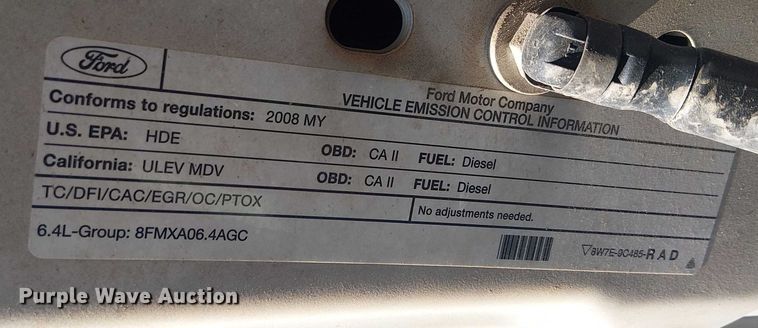 Ford
Ford Motor Company
VEHICLE EMISSION CONTROL INFORMATION
Conforms to regulations: 2008 MY
U.S. EPA: HDE OBD: CA II FUEL: Diesel
California: ULEV MDV OBD: CA II FUEL: Diesel
TC/DFI/CAC/EGR/OC/PTOX No adjustments needed.
6.4L-Group: 8FMXA06.4AGC
8W7E-9C485-RAD
Purple Wave Auction